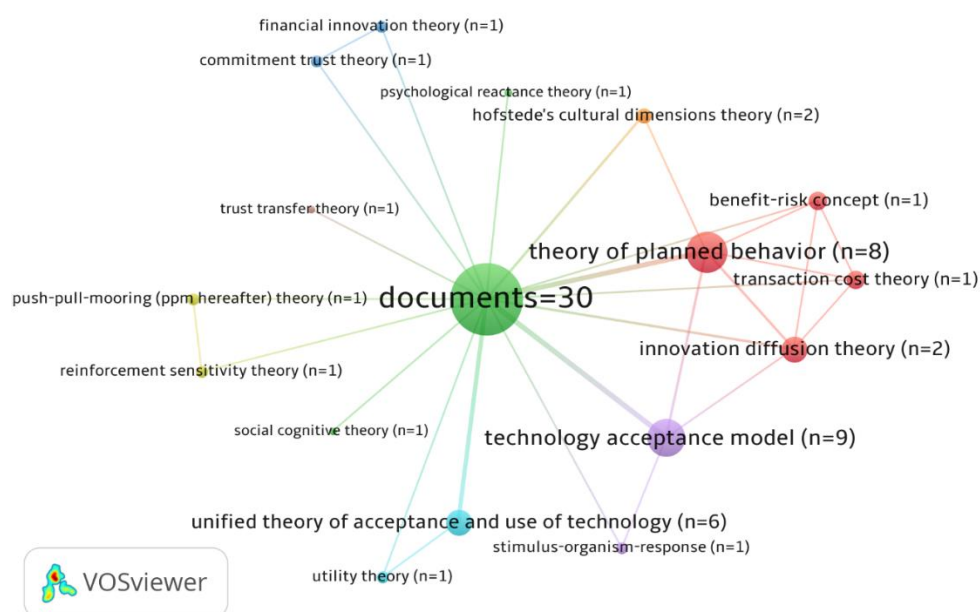 financial innovation theory (n=1)
commitment trust theory (n=1)
psychological reactance theory (n=1)
hofstede's cultural dimensions theory (n=2)
benefit-risk concept (n=1)
trust transfer theory (n=1)
theory of planned behavior (n=8)
transaction cost theory (n=1)
documents=30
push-pull-mooring (ppm hereafter) theory (n=1)
innovation diffusion theory (n=2)
reinforcement sensitivity theory (n=1)
social cognitive theory (n=1)
technology acceptance model (n=9)
unified theory of acceptance and use of technology (n=6)
stimulus-organism-response (n=1)
utility theory (n=1)
VOSviewer